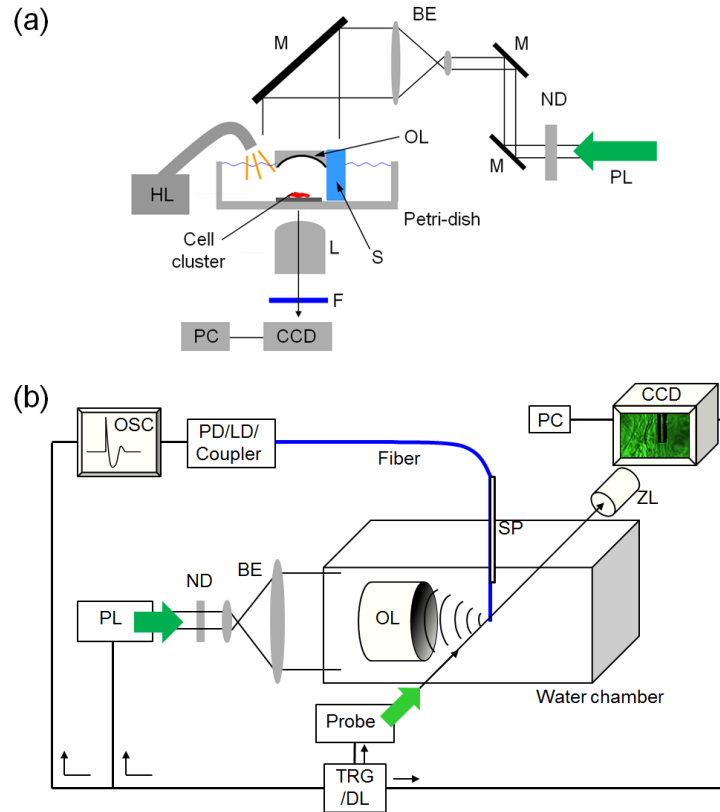 (a)
BE
M
M
ND
OL
M
PL
HL
Petri-dish
Cell
cluster
L
S
F
PC
CCD
(b)
CCD
OSC
PD/LD/
Coupler
PC
Fiber
ZL
SP
ND
BE
PL
OL
Water chamber
Probe
TRG
/DL